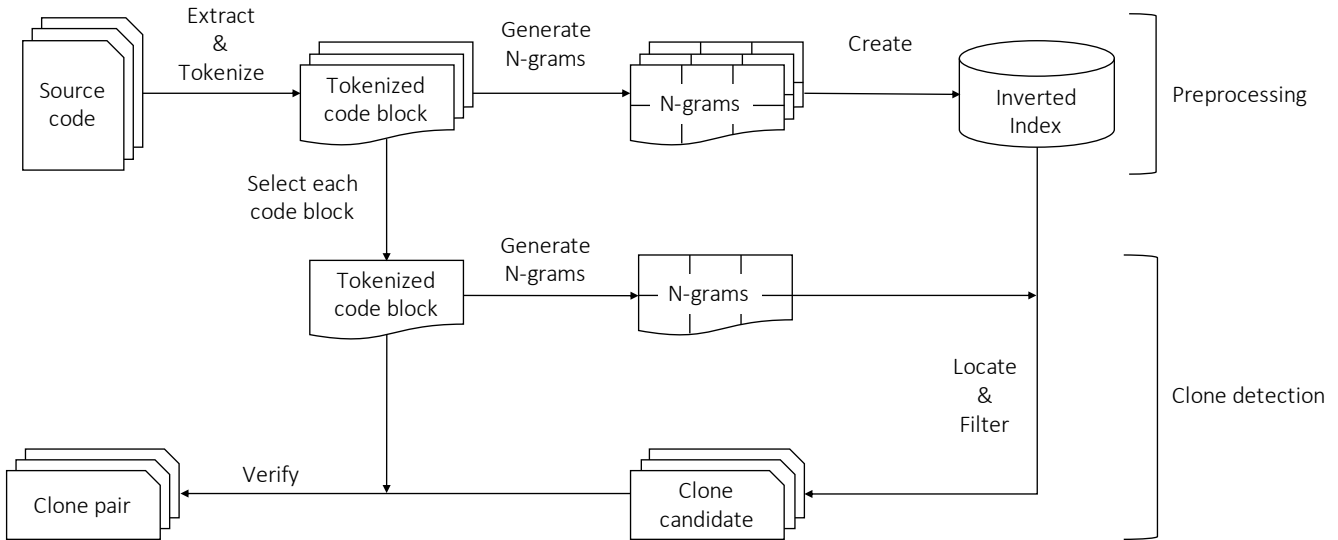 Extract
&
Tokenize
Generate
N-grams
Create
Source
code
Tokenized
code block
N-grams
Inverted
Index
Preprocessing
Select each
code block
Generate
N-grams
Tokenized
code block
N-grams
Locate
&
Filter
Clone detection
Verify
Clone pair
Clone
candidate